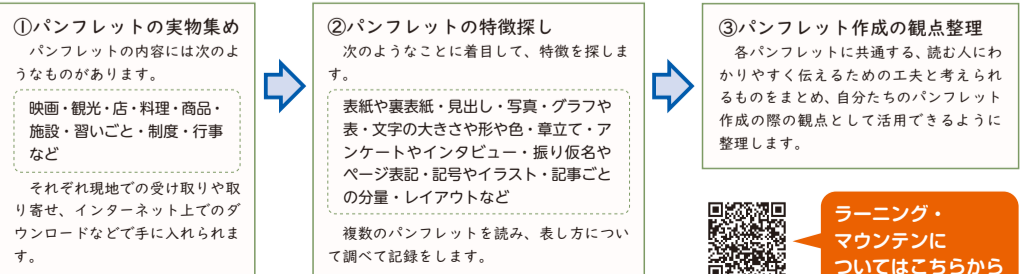 ①パンフレットの実物集め
パンフレットの内容には次のよ
うなものがあります。
映画・観光・店・料理・商品・
施設・習いごと・制度・行事
など
それぞれ現地での受け取りや取
り寄せ、インターネット上でのダ
ウンロードなどで手に入れられま
す。
②パンフレットの特徴探し
次のようなことに着目して、特徴を探しま
す。
表紙や裏表紙・見出し・写真・グラフや
表・文字の大きさや形や色・章立て・ア
ンケートやインタビュー・振り仮名や
ページ表記・記号やイラスト・記事ごと
の分量・レイアウトなど
複数のパンフレットを読み、表し方につい
て調べて記録をします。
③パンフレット作成の観点整理
各パンフレットに共通する、読む人にわ
かりやすく伝えるための工夫と考えられ
るものをまとめ、自分たちのパンフレット
作成の際の観点として活用できるように
整理します。
ラーニング・
マウンテンに
ついてはこちらから